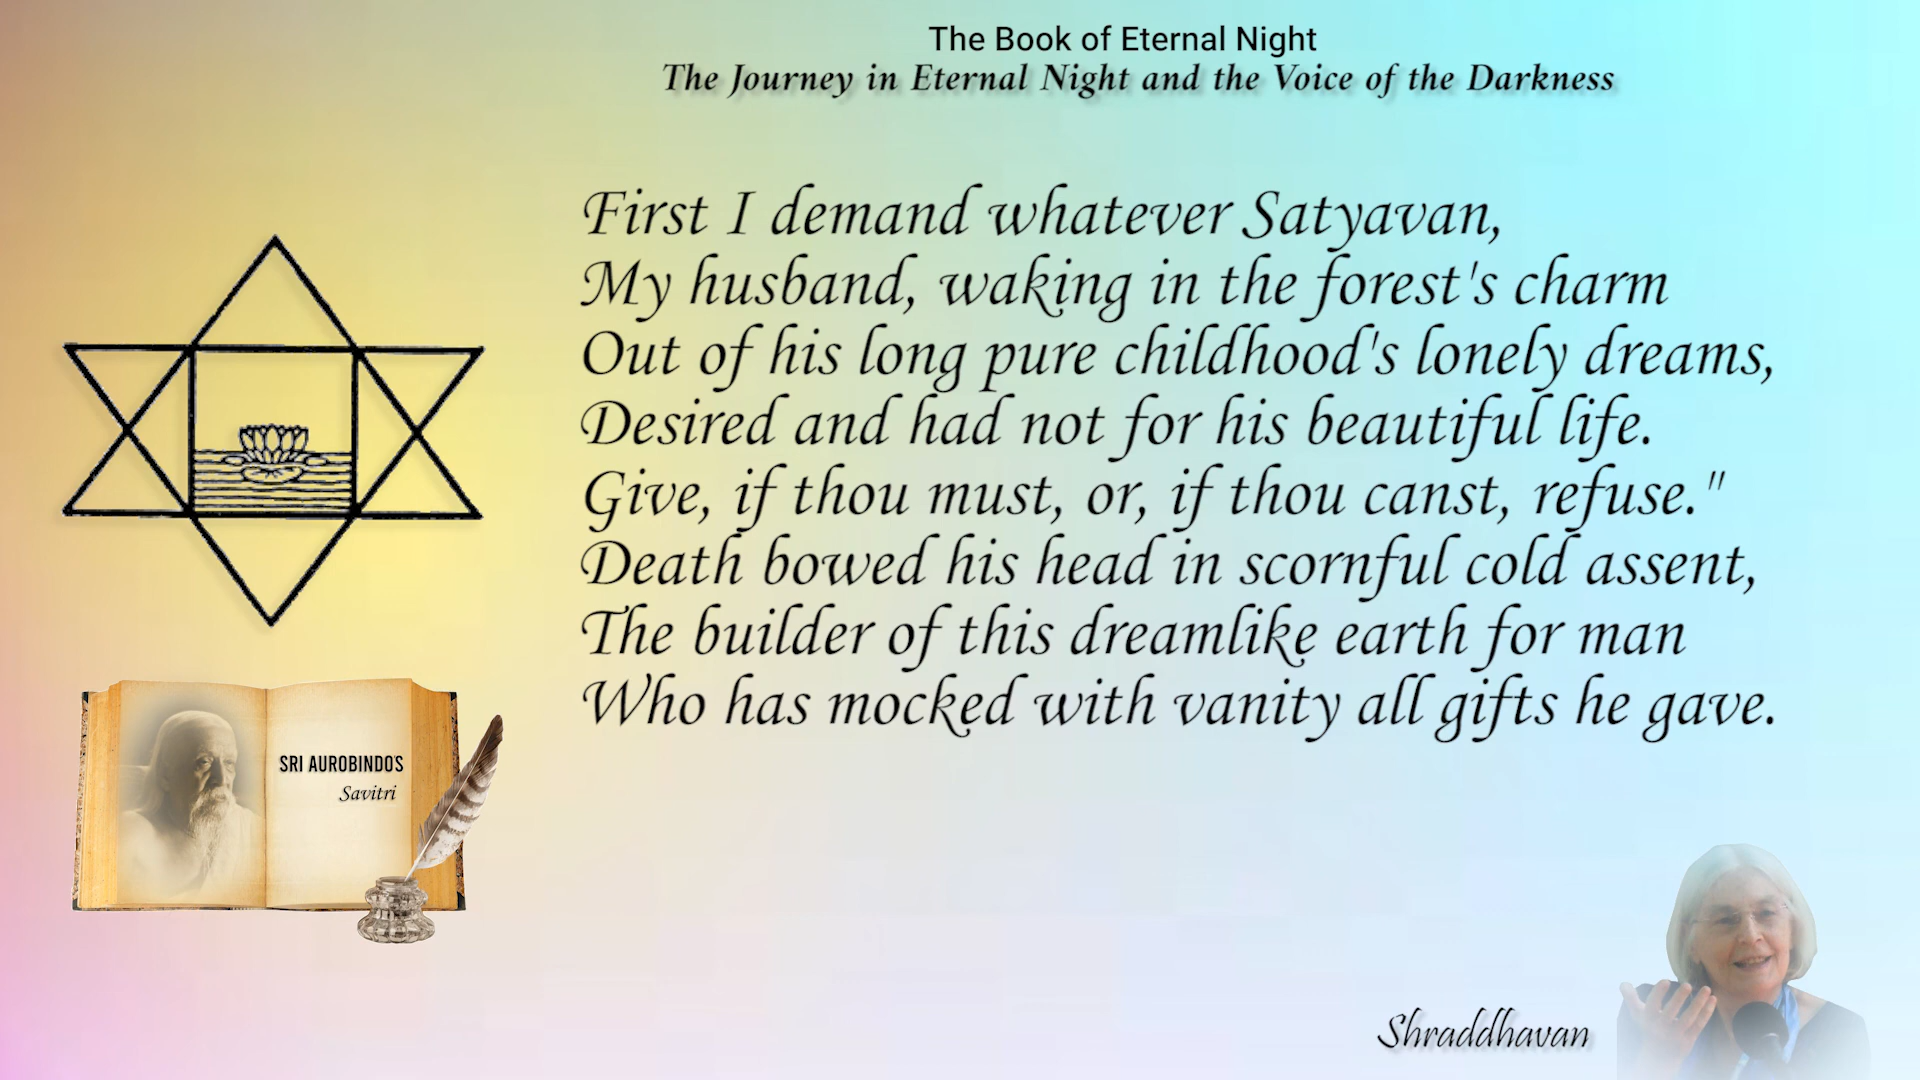 The Book of Eternal Night
The Journey in Eternal Night and the Voice of the Darkness
First I demand whatever Satyavan,
My husband, waking in the forest's charm
Out of his long pure childhood's lonely dreams,
Desired and had not for his beautiful life.
Give, if thou must, or, if thou canst, refuse."
Death bowed his head in scornful cold assent,
The builder of this dreamlike earth for man
Who has mocked with vanity all gifts he gave.
SRI AUROBINDO'S
Savitri
Shraddhavan